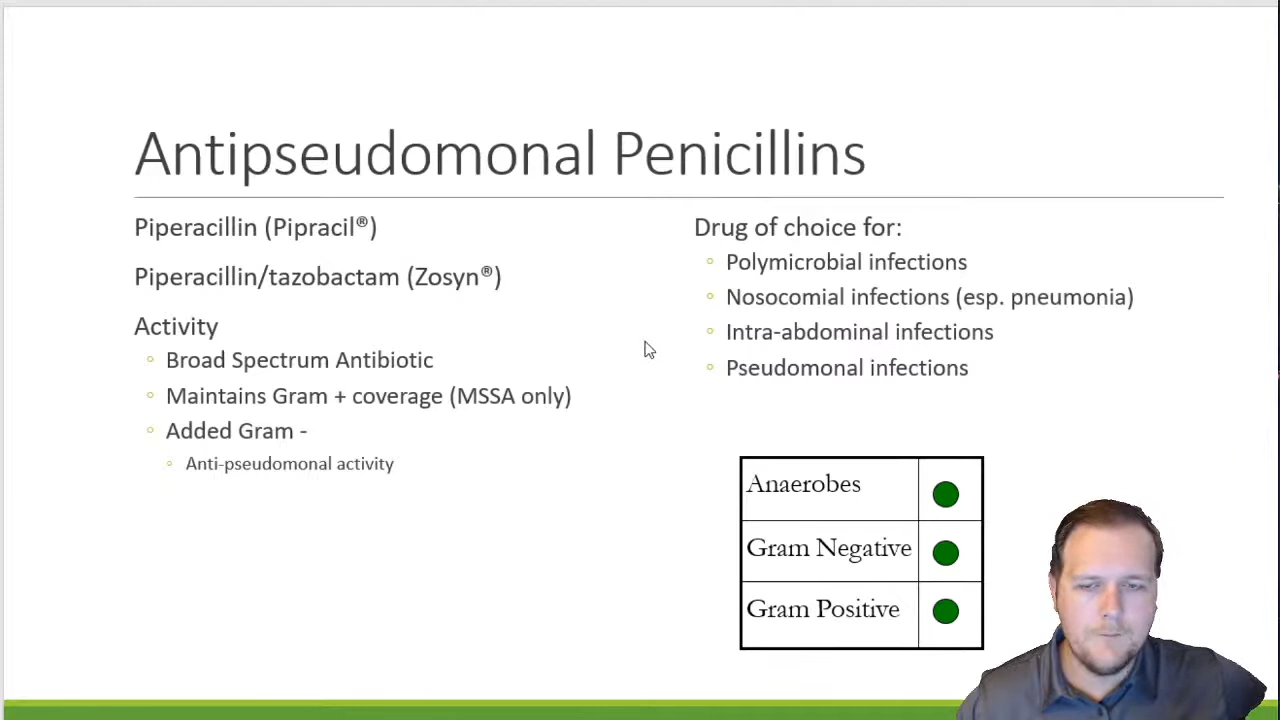 Antipseudomonal Penicillins
Piperacillin (Pipracil®)
Piperacillin/tazobactam (Zosyn®)
Activity
Broad Spectrum Antibiotic
Maintains Gram + coverage (MSSA only)
Added Gram -
Anti-pseudomonal activity
Drug of choice for:
Polymicrobial infections
Nosocomial infections (esp. pneumonia)
Intra-abdominal infections
Pseudomonal infections
Anaerobes
Gram Negative
Gram Positive